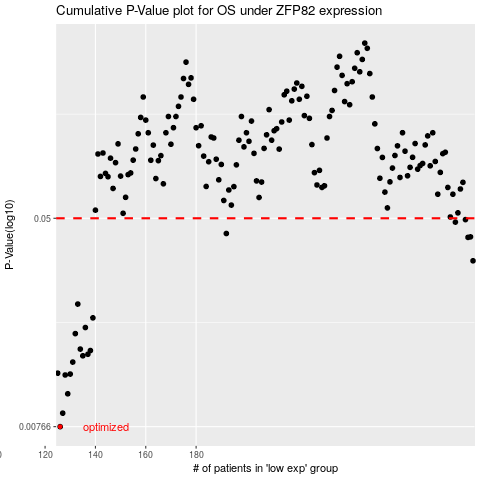 Cumulative P-Value plot for OS under ZFP82 expression
P-Value(log10)
0.05
0.00766
optimized
0 120 140 160 180
# of patients in 'low exp' group